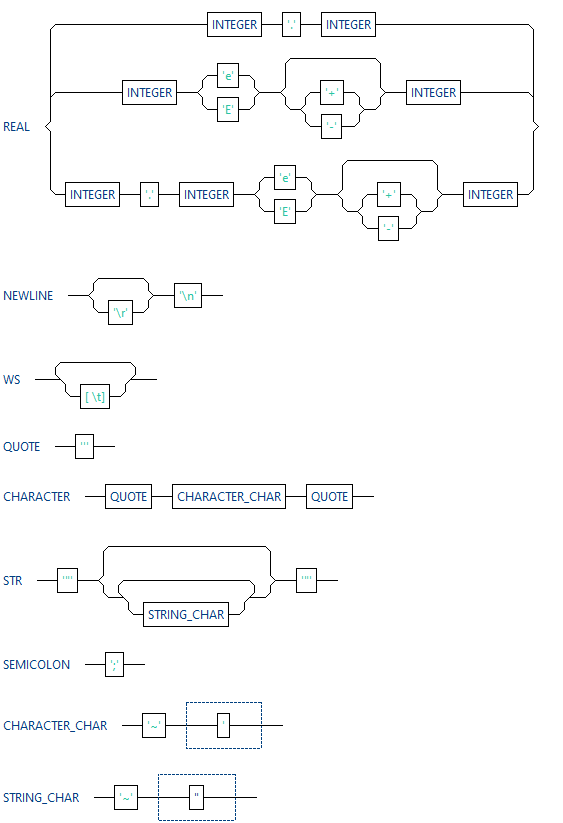 INTEGER '.' INTEGER
'e'
INTEGER '+' INTEGER
'E'
'-'
REAL
'e'
INTEGER '.' INTEGER '+' INTEGER
'E'
'-'
NEWLINE '\n'
'\r'
WS
[ \t]
QUOTE '''
CHARACTER QUOTE CHARACTER_CHAR QUOTE
STR '"' '"'
STRING_CHAR
SEMICOLON ';'
CHARACTER_CHAR '~' '
STRING_CHAR '~' "